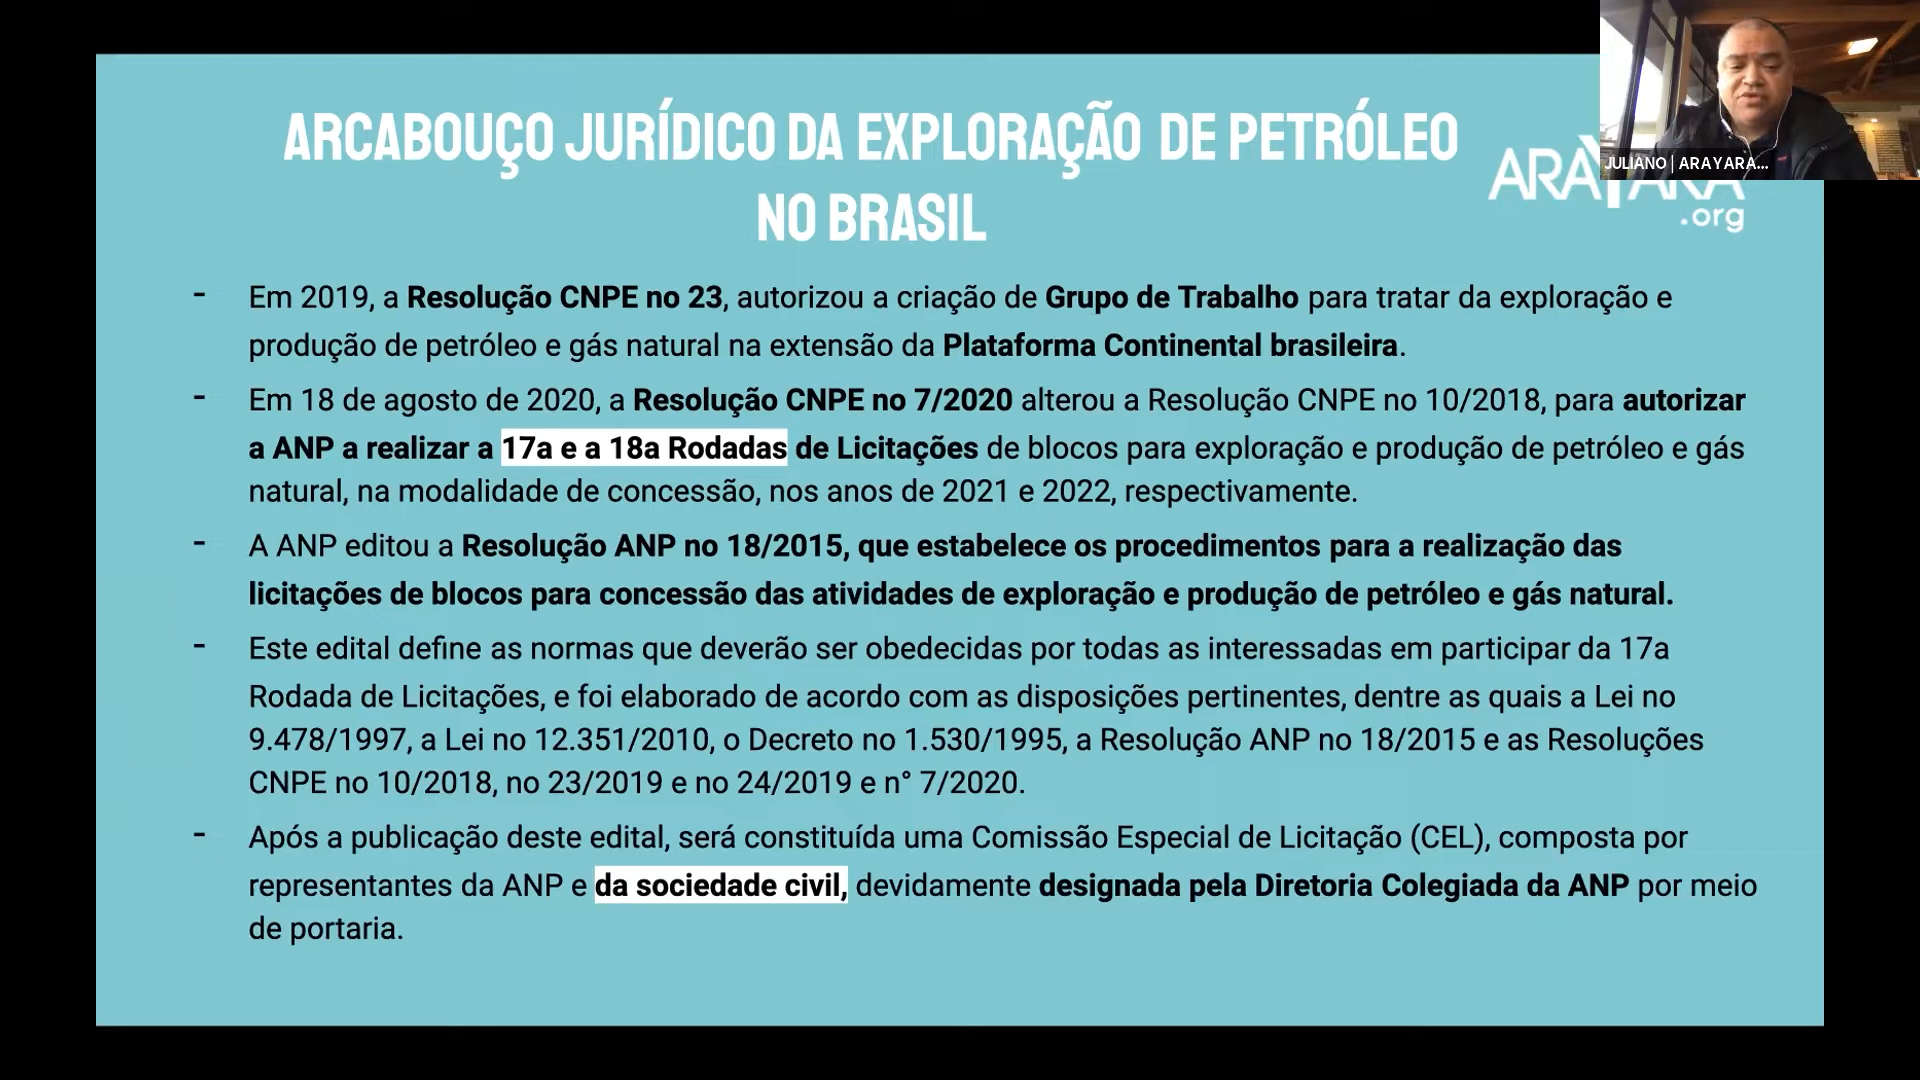 ARCABOUÇO JURÍDICO DA EXPLORAÇÃO DE PETRÓLEO
NO BRASIL
ARAYARA
.org
JULIANO | ARAYARA...
- Em 2019, a Resolução CNPE no 23, autorizou a criação de Grupo de Trabalho para tratar da exploração e
produção de petróleo e gás natural na extensão da Plataforma Continental brasileira.
- Em 18 de agosto de 2020, a Resolução CNPE no 7/2020 alterou a Resolução CNPE no 10/2018, para autorizar
a ANP a realizar a 17a e a 18a Rodadas de Licitações de blocos para exploração e produção de petróleo e gás
natural, na modalidade de concessão, nos anos de 2021 e 2022, respectivamente.
- A ANP editou a Resolução ANP no 18/2015, que estabelece os procedimentos para a realização das
licitações de blocos para concessão das atividades de exploração e produção de petróleo e gás natural.
- Este edital define as normas que deverão ser obedecidas por todas as interessadas em participar da 17a
Rodada de Licitações, e foi elaborado de acordo com as disposições pertinentes, dentre as quais a Lei no
9.478/1997, a Lei no 12.351/2010, o Decreto no 1.530/1995, a Resolução ANP no 18/2015 e as Resoluções
CNPE no 10/2018, no 23/2019 e no 24/2019 e n° 7/2020.
- Após a publicação deste edital, será constituída uma Comissão Especial de Licitação (CEL), composta por
representantes da ANP e da sociedade civil, devidamente designada pela Diretoria Colegiada da ANP por meio
de portaria.